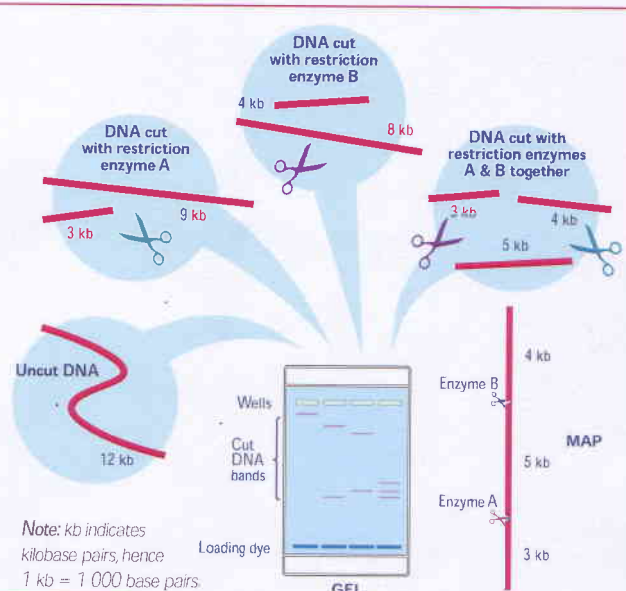 DNA cut
with restriction
enzyme B
4 kb
8 kb
DNA cut
with restriction
enzyme A
9 kb
3 kb
DNA cut with
restriction enzymes
A & B together
3 kb
4 kb
5 kb
Uncut DNA
12 kb
Wells
Cut
DNA
bands
Loading dye
GEL
4 kb
Enzyme B
MAP
5 kb
Enzyme A
3 kb
Note: kb indicates
kilobase pairs, hence
1 kb = 1 000 base pairs.